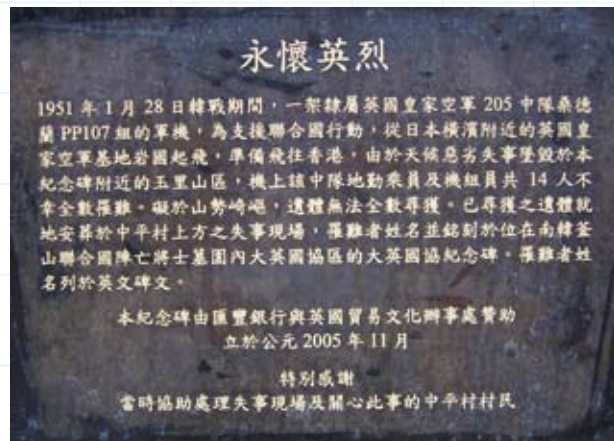 永懷英烈
1951 年 1 月 28 日韓戰期間，一架隸屬英國皇家空軍 205 中隊桑德
蘭 PP107 組的軍機，為支援聯合國行動，從日本橫濱附近的英國皇
家空軍基地岩國起飛，準備飛往香港。由於天候惡劣失事墜毀於本
紀念碑附近的玉里山區，機上該中隊地勤乘員及機組員共 14 人不
幸全數罹難。礙於山勢崎嶇，遺體無法全數尋獲。已尋獲之遺體就
地安葬於中平村上方之失事現場，罹難者姓名並銘刻於位在南韓釜
山聯合國陣亡將士墓園內大英國協區的大英國協紀念碑。罹難者姓
名列於英文碑文。
本紀念碑由匯豐銀行與英國貿易文化辦事處贊助
立於公元 2005 年 11 月
特別感謝
當時協助處理失事現場及關心此事的中平村村民